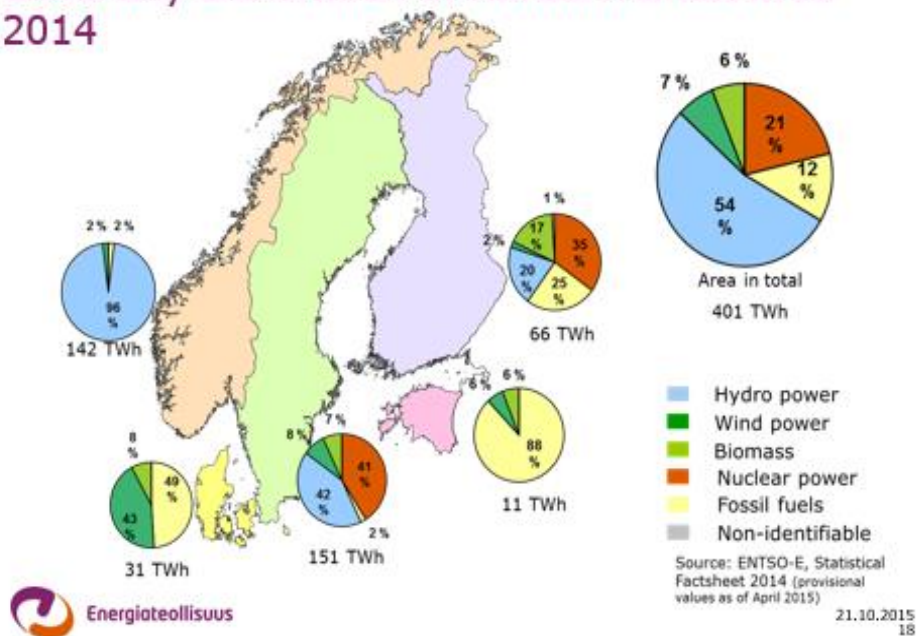 2014
6 %
7 %
21
%
12
%
54
%
Area in total
401 TWh
2 %
2 %
96
%
142 TWh
1 %
17
%
2 %
35
%
20
%
25
%
66 TWh
6 %
6 %
88
%
11 TWh
8
%
49
%
43
%
31 TWh
8 %
7 %
41
%
42
%
2 %
151 TWh
Hydro power
Wind power
Biomass
Nuclear power
Fossil fuels
Non-identifiable
Source: ENTSO-E, Statistical
Factsheet 2014 (provisional
values as of April 2015)
Energiateollisuus
21.10.2015
18